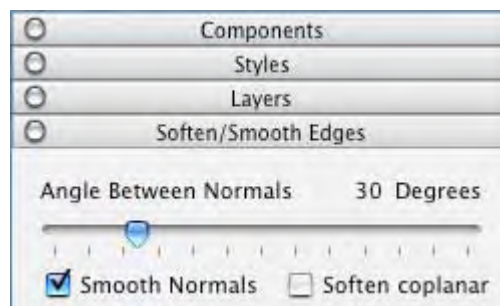 Components
Styles
Layers
Soften/Smooth Edges
Angle Between Normals 30 Degrees
Smooth Normals Soften coplanar